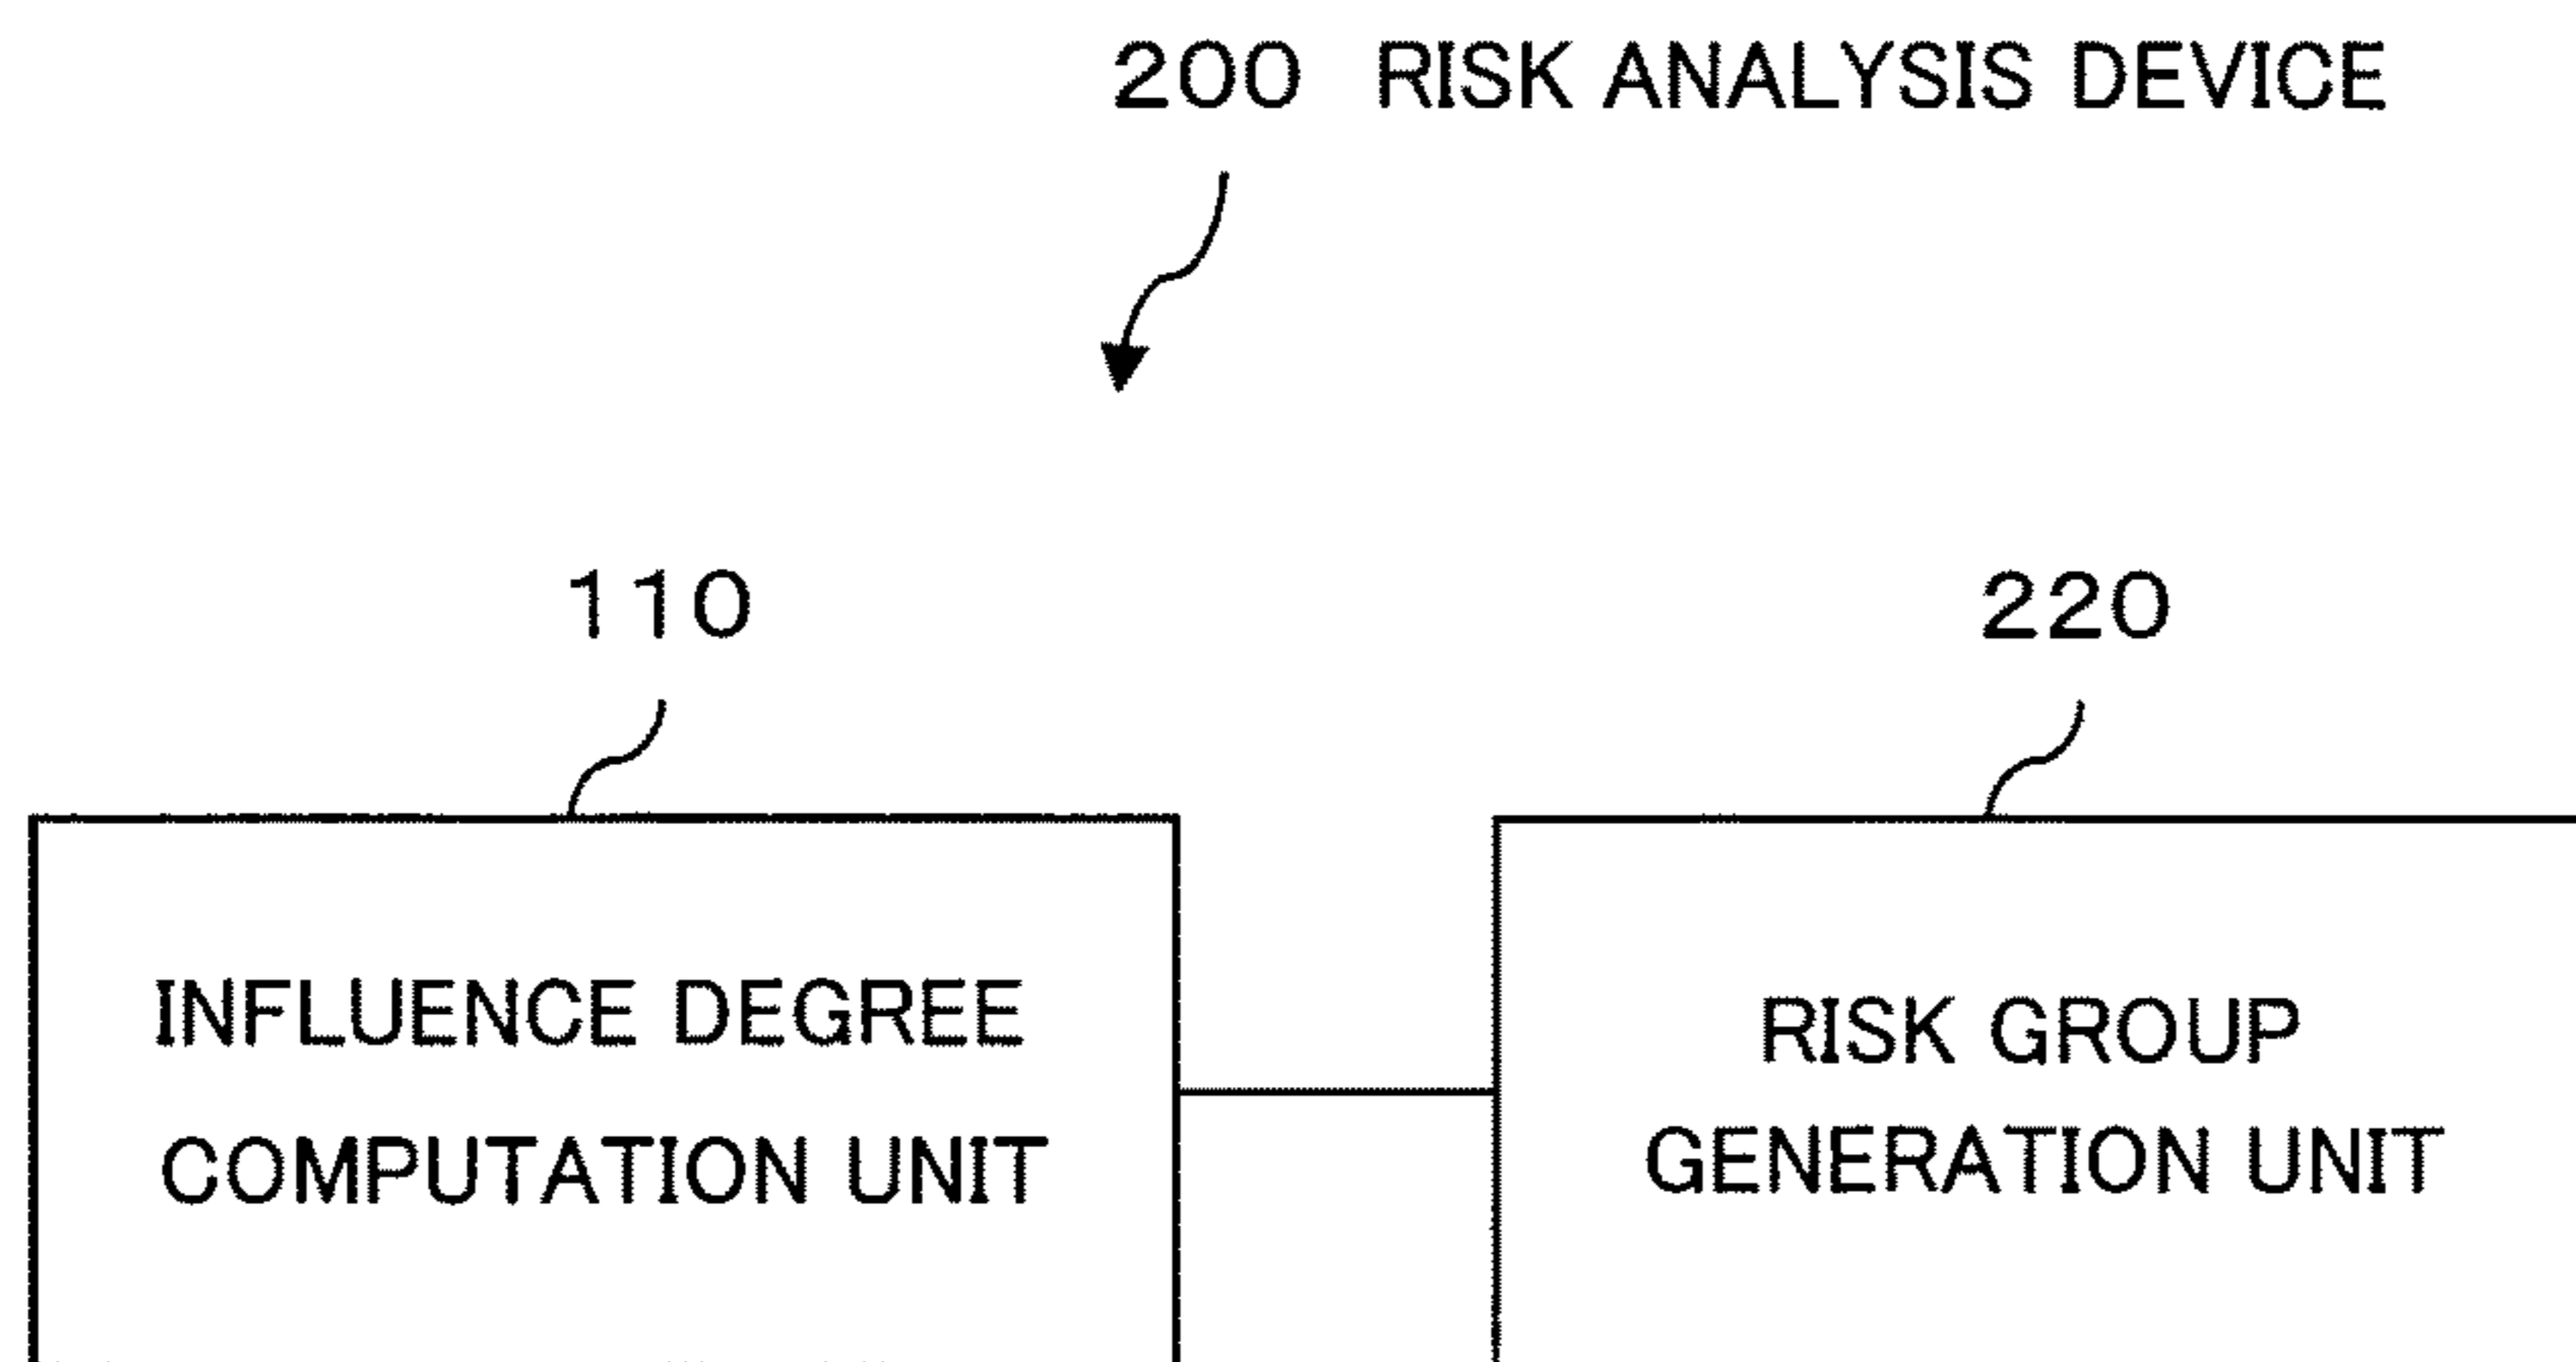 200 RISK ANALYSIS DEVICE
110
220
INFLUENCE DEGREE
COMPUTATION UNIT
RISK GROUP
GENERATION UNIT